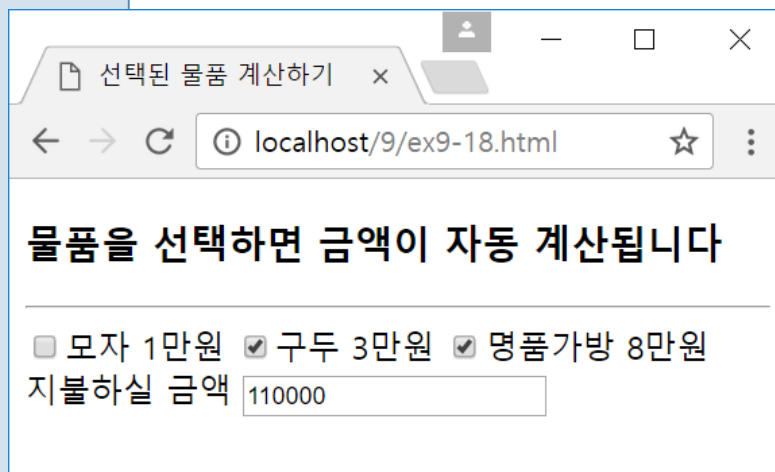 선택된 물품 계산하기
localhost/9/ex9-18.html
물품을 선택하면 금액이 자동 계산됩니다
모자 1만원 구두 3만원 명품가방 8만원
지불하실 금액 110000